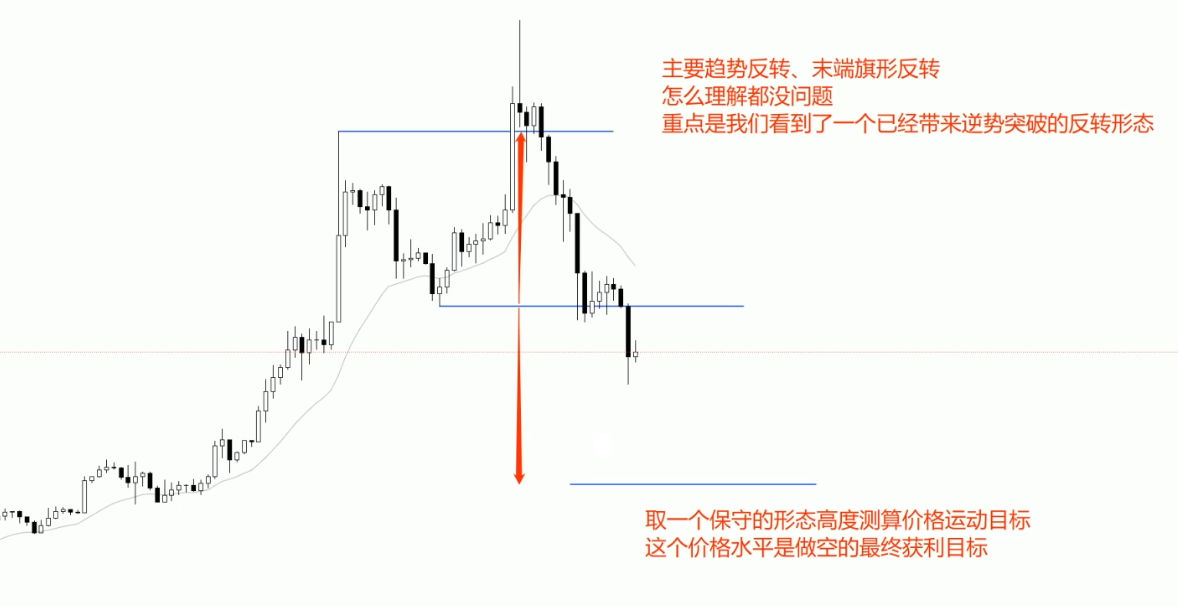 主要趋势反转、末端旗形反转
怎么理解都没问题
重点是我们看到了一个已经带来逆势突破的反转形态
取一个保守的形态高度测算价格运动目标
这个价格水平是做空的最终获利目标